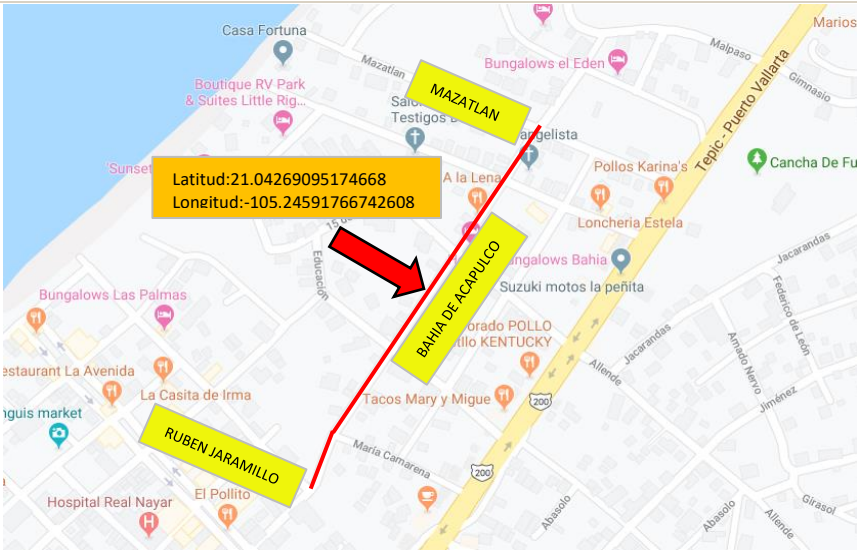 Casa Fortuna
Marios
Mazatlan
Malpaso
Bungalows el Eden
Gimnasio
Boutique RV Park
& Suites Little Rig...
MAZATLAN
Tepic - Puerto Vallarta
Testigos
Pollos Karina's
Cancha De Fu
Latitud:21.04269095174668
Longitud:-105.24591766742608
A la Lena
Loncheria Estela
Educación
BAHIA DE ACAPULCO
Suzuki motos la peñita
Jacarandas
Federico de León
Bungalows Las Palmas
POLLO
KENTUCKY
Amado Nervo
Jacarandas
Allende
Restaurant La Avenida
La Casita de Irma
Tacos Mary y Migue
200
Jiménez
nguis market
RUBEN JARAMILLO
María Camarena
200
Hospital Real Nayar
El Pollito
Abasolo
Abasolo
Allende
Girasol